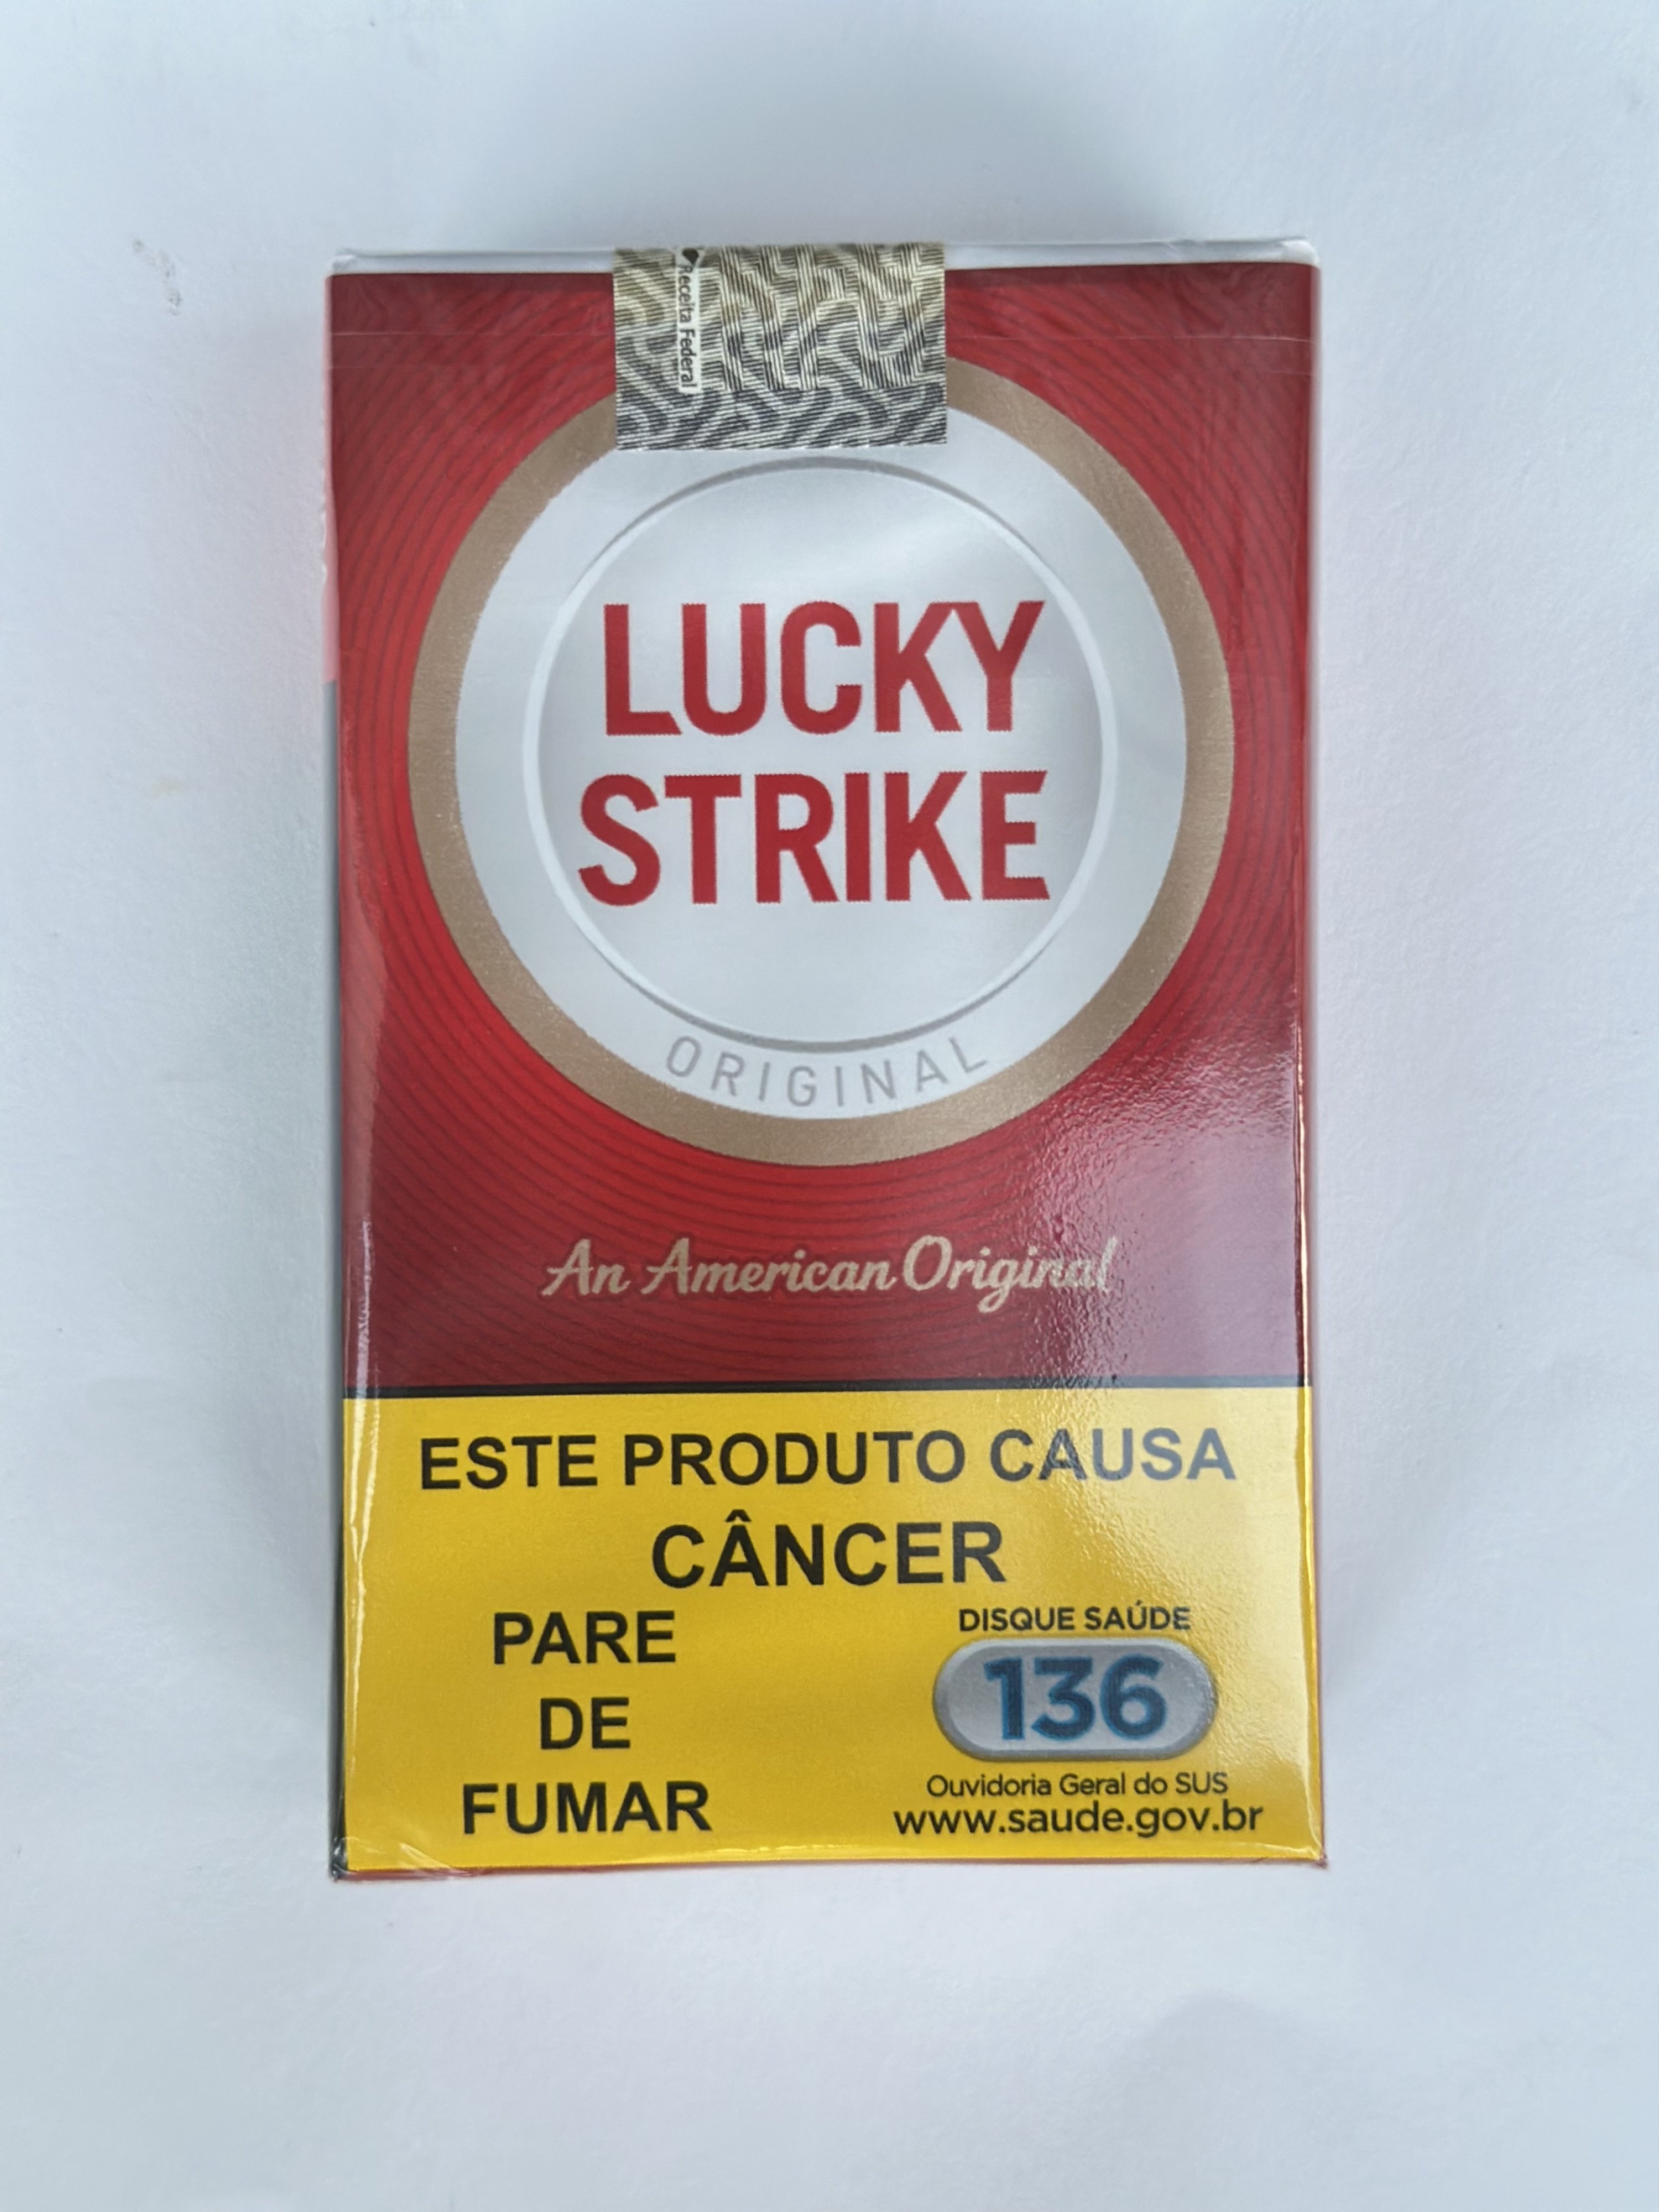 Receita Federal
LUCKY
STRIKE
ORIGINAL
An American Original
ESTE PRODUTO CAUSA
CÂNCER
PARE
DE
FUMAR
DISQUE SAÚDE
136
Ouvidoria Geral do SUS
www.saude.gov.br